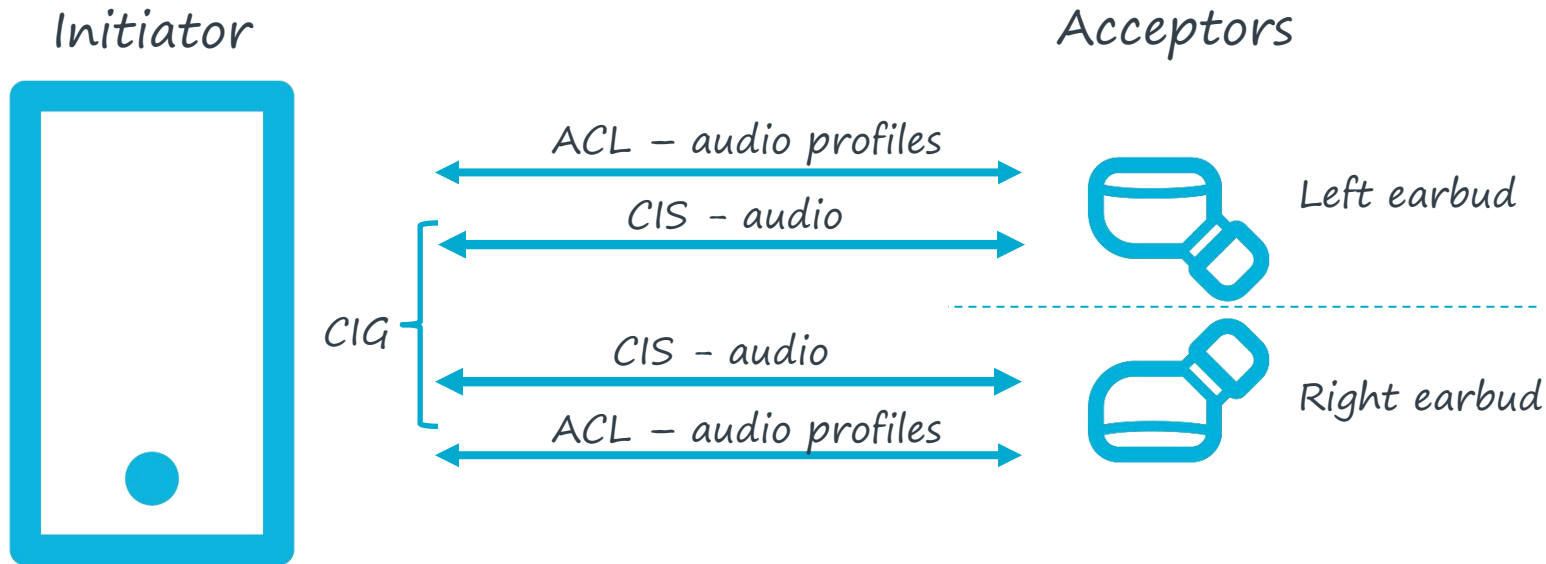 Initiator
Acceptors
ACL – audio profiles
Left earbud
CIS - audio
CIG
CIS - audio
Right earbud
ACL – audio profiles